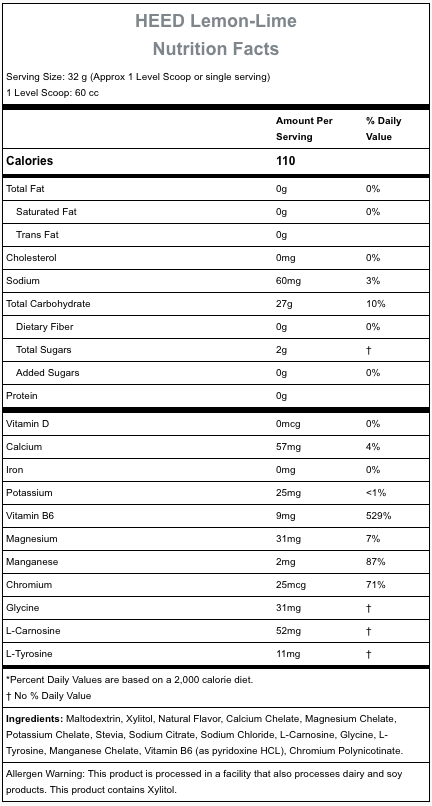 HEED Lemon-Lime
Nutrition Facts
Serving Size: 32 g (Approx 1 Level Scoop or single serving)
1 Level Scoop: 60 cc
Amount Per Serving % Daily Value
Calories 110
Total Fat 0g 0%
Saturated Fat 0g 0%
Trans Fat 0g
Cholesterol 0mg 0%
Sodium 60mg 3%
Total Carbohydrate 27g 10%
Dietary Fiber 0g 0%
Total Sugars 2g †
Added Sugars 0g 0%
Protein 0g
Vitamin D 0mcg 0%
Calcium 57mg 4%
Iron 0mg 0%
Potassium 25mg <1%
Vitamin B6 9mg 529%
Magnesium 31mg 7%
Manganese 2mg 87%
Chromium 25mcg 71%
Glycine 31mg †
L-Carnosine 52mg †
L-Tyrosine 11mg †
*Percent Daily Values are based on a 2,000 calorie diet.
† No % Daily Value
Ingredients: Maltodextrin, Xylitol, Natural Flavor, Calcium Chelate, Magnesium Chelate,
Potassium Chelate, Stevia, Sodium Citrate, Sodium Chloride, L-Carnosine, Glycine, L-
Tyrosine, Manganese Chelate, Vitamin B6 (as pyridoxine HCL), Chromium Polynicotinate.
Allergen Warning: This product is processed in a facility that also processes dairy and soy
products. This product contains Xylitol.